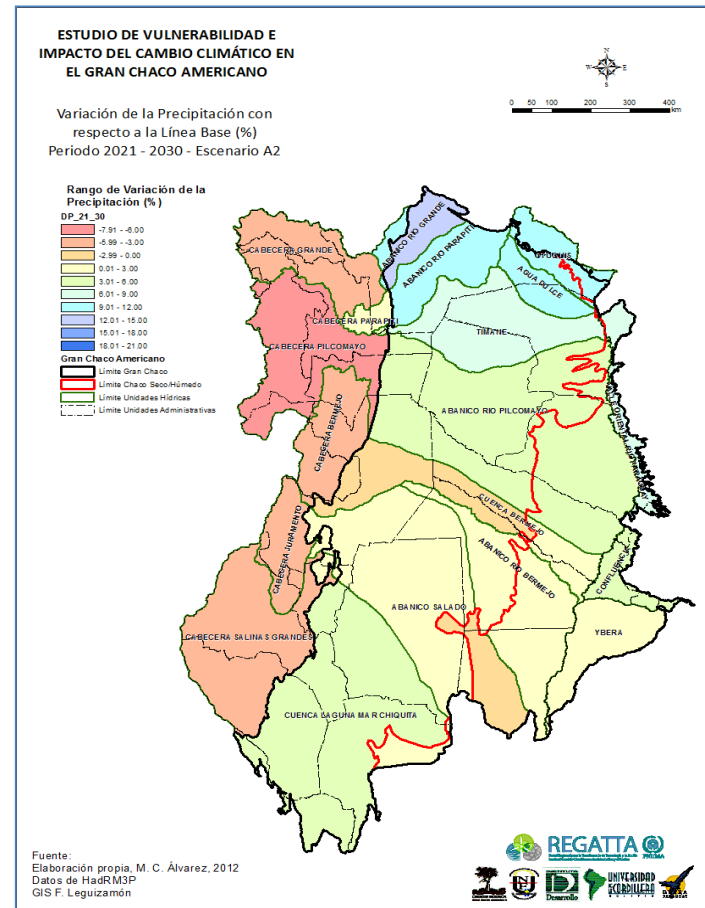 ESTUDIO DE VULNERABILIDAD E
IMPACTO DEL CAMBIO CLIMÁTICO EN
EL GRAN CHACO AMERICANO
Variación de la Precipitación con
respecto a la Línea Base (%)
Periodo 2021 - 2030 - Escenario A2
N
W
E
S
0 50 100 200 300 400
km
Rango de Variación de la
Precipitación (%)
DP_21_30
-7.91 - -6.00
-5.99 - -3.00
-2.99 - 0.00
0.01 - 3.00
3.01 - 6.00
6.01 - 9.00
9.01 - 12.00
12.01 - 15.00
15.01 - 18.00
18.01 - 21.00
Gran Chaco Americano
Límite Gran Chaco
Límite Chaco Seco/Húmedo
Límite Unidades Hídricas
Límite Unidades Administrativas
CABECERE GRANDE
ABANICO RIO GRANDE
ABANICO RIO PARAPITI
AGUA DULCE
CABECERA PARAPITI
TIMANE
CABECERA PILCOMAYO
ABANICO RIO PILCOMAYO
CABECERA BERMEJO
CUENCA BERMEJO
CABECERA JURAMENTO
ABANICO RIO BERMEJO
CONFLUENCIA
ABANICO SALADO
YBERA
CABECERA SALINAS GRANDES
CUENCA LAGUNA MAR CHIQUITA
Fuente:
Elaboración propia, M. C. Álvarez, 2012
Datos de HadRM3P
GIS F. Leguizamón
REGATTA
PNUMA
Desarrollo
UNIVERSIDAD
CORDILLERA